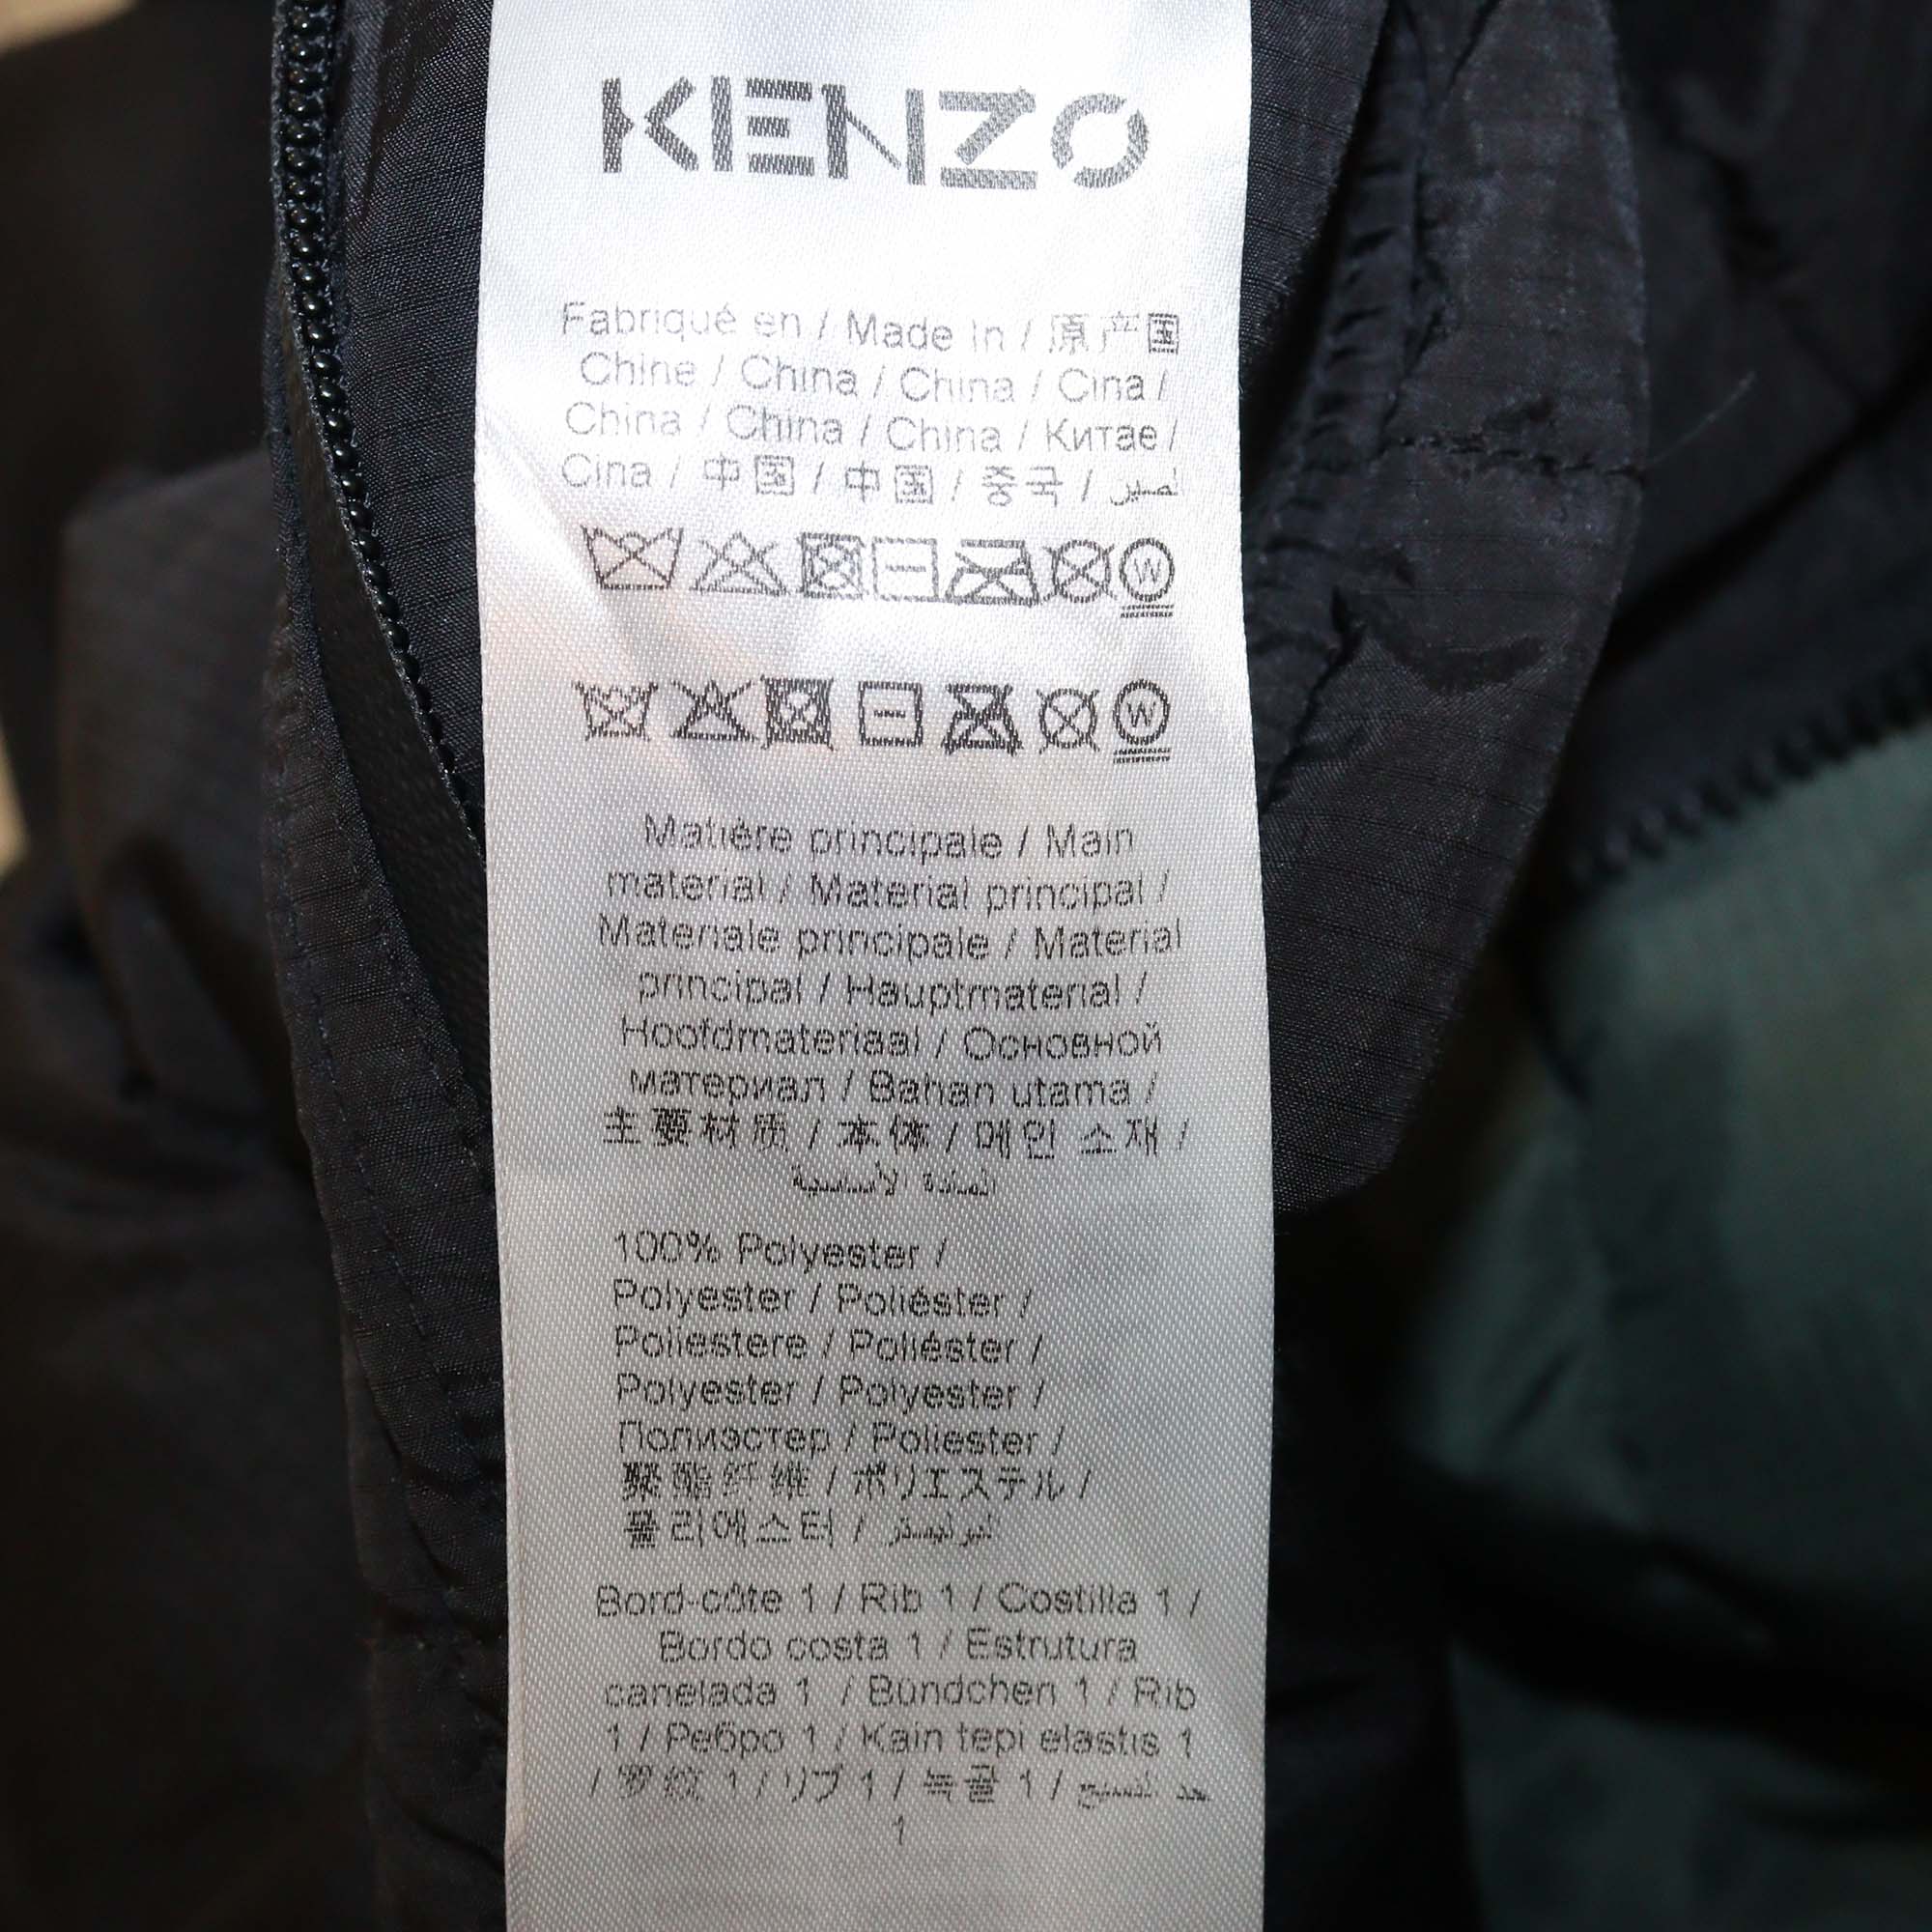 KENZO
Fabriqué en / Made In / 原产国
Chine / China / China / Cina /
China / China / China / Китае /
Cina / 中国 / 中国 / 중국 / الصين
W
W
Matière principale / Main
material / Material principal /
Materiale principale / Material
principal / Hauptmaterial /
Hoofdmateriaal / Основной
материал / Bahan utama /
主要材质 / 本体 / 메인 소재 /
المادة الأساسية
100% Polyester /
Polyester / Poliéster /
Poliestere / Poliéster /
Polyester / Polyester /
Полиэстер / Poliester /
聚酯纤维 / ポリエステル /
폴리에스터 / البوليستر
Bord-côte 1 / Rib 1 / Costilla 1 /
Bordo costa 1 / Estrutura
canelada 1 / Bündchen 1 / Rib
1 / Ребро 1 / Kain tepi elastis 1
/ 罗纹 1 / リブ 1 / 늑골 1 /
1